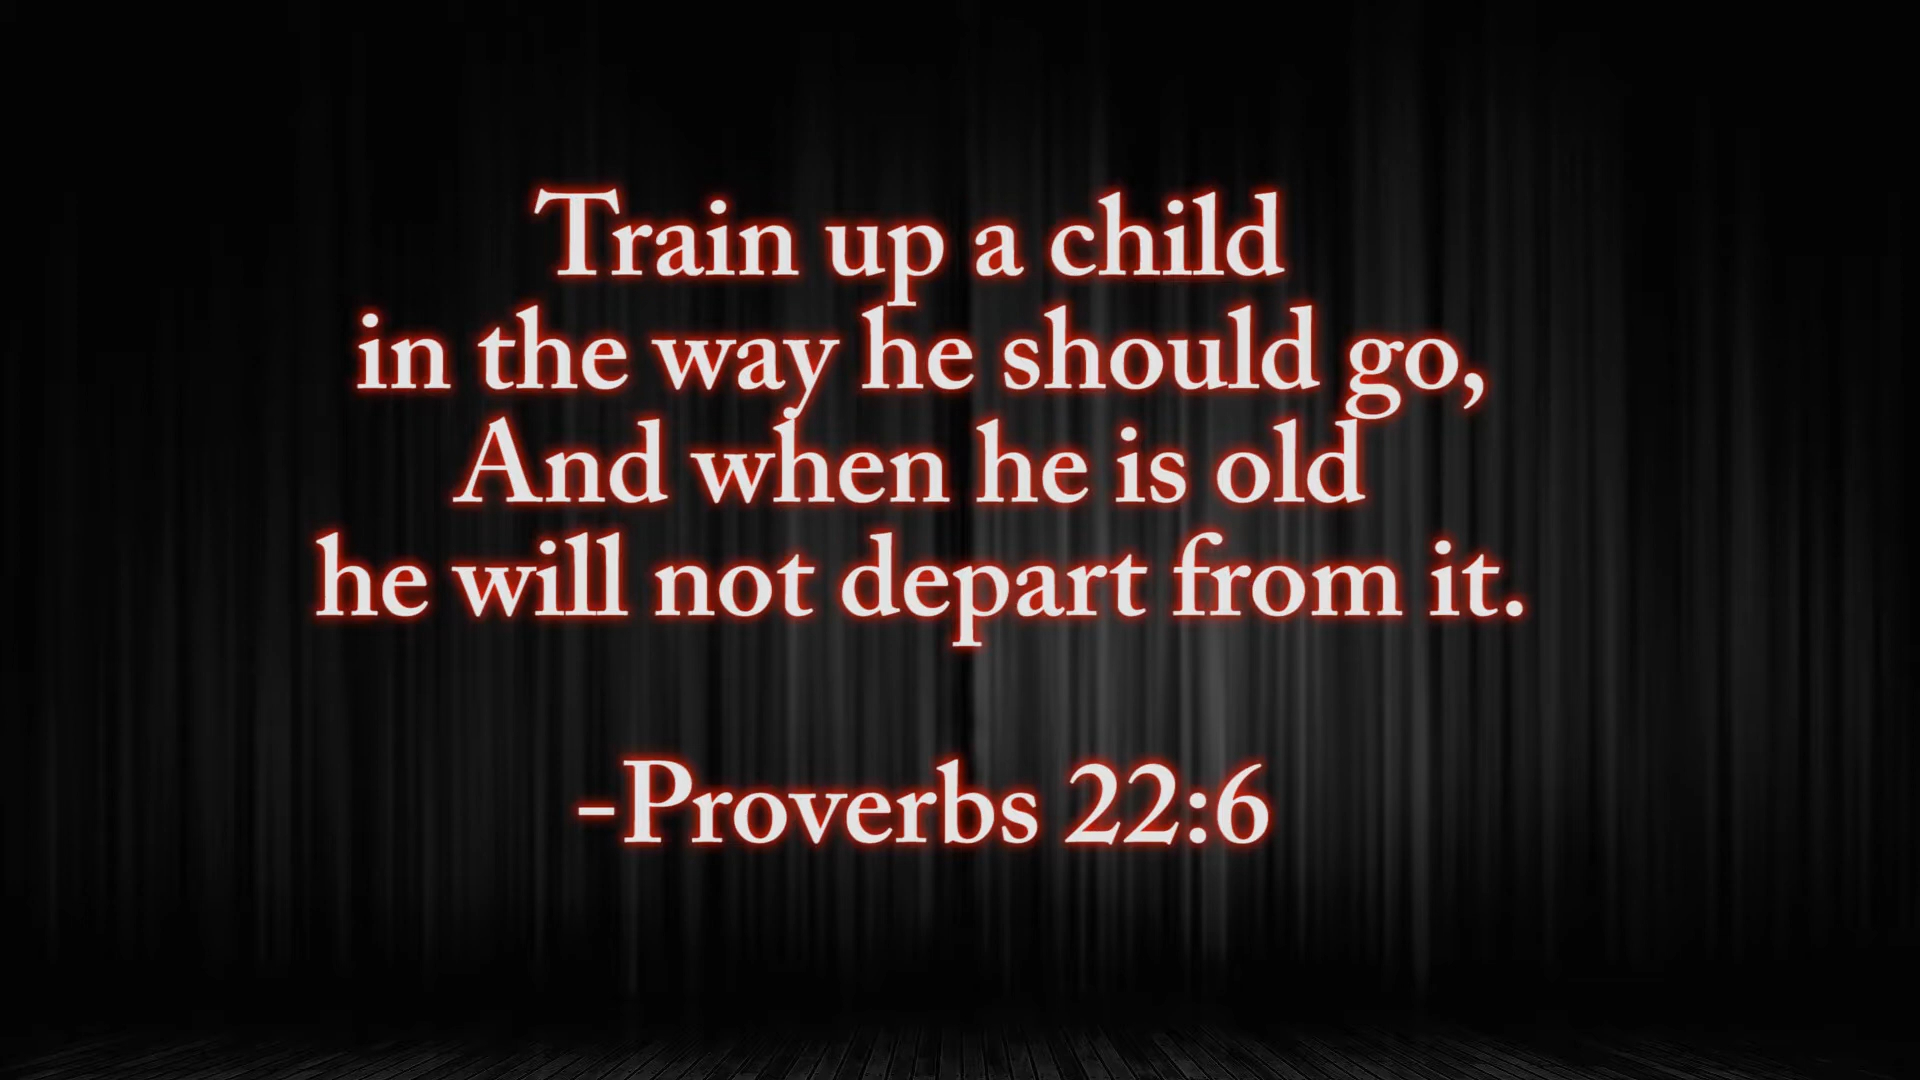 Train up a child
in the way he should go,
And when he is old
he will not depart from it.
-Proverbs 22:6